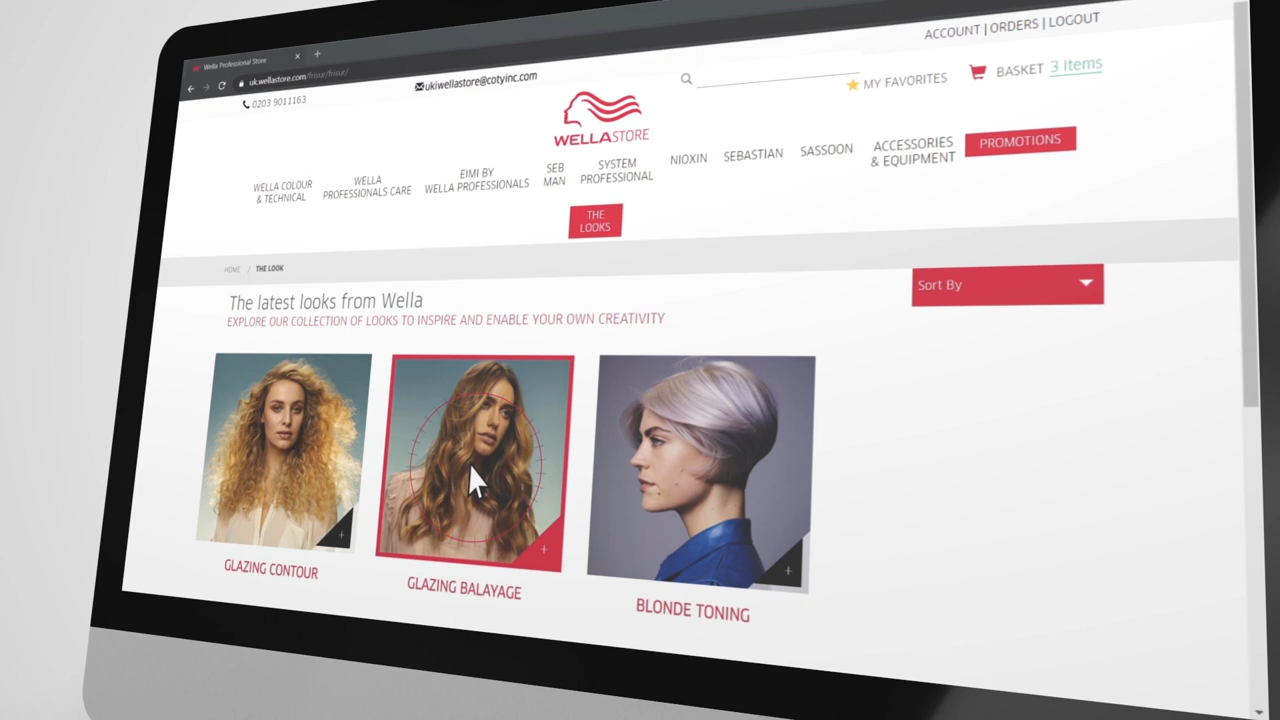 Wella Professional Store
uk.wellastore.com/frisur/frisur/
0203 9011163
ukiwellastore@cotyinc.com
ACCOUNT | ORDERS | LOGOUT
MY FAVORITES
BASKET 3 Items
WELLASTORE
WELLA COLOUR
& TECHNICAL
WELLA
PROFESSIONALS CARE
EIMI BY
WELLA PROFESSIONALS
SEB
MAN
SYSTEM
PROFESSIONAL
NIOXIN
SEBASTIAN
SASSOON
ACCESSORIES
& EQUIPMENT
PROMOTIONS
THE
LOOKS
HOME / THE LOOK
The latest looks from Wella
EXPLORE OUR COLLECTION OF LOOKS TO INSPIRE AND ENABLE YOUR OWN CREATIVITY
Sort By
GLAZING CONTOUR
GLAZING BALAYAGE
BLONDE TONING